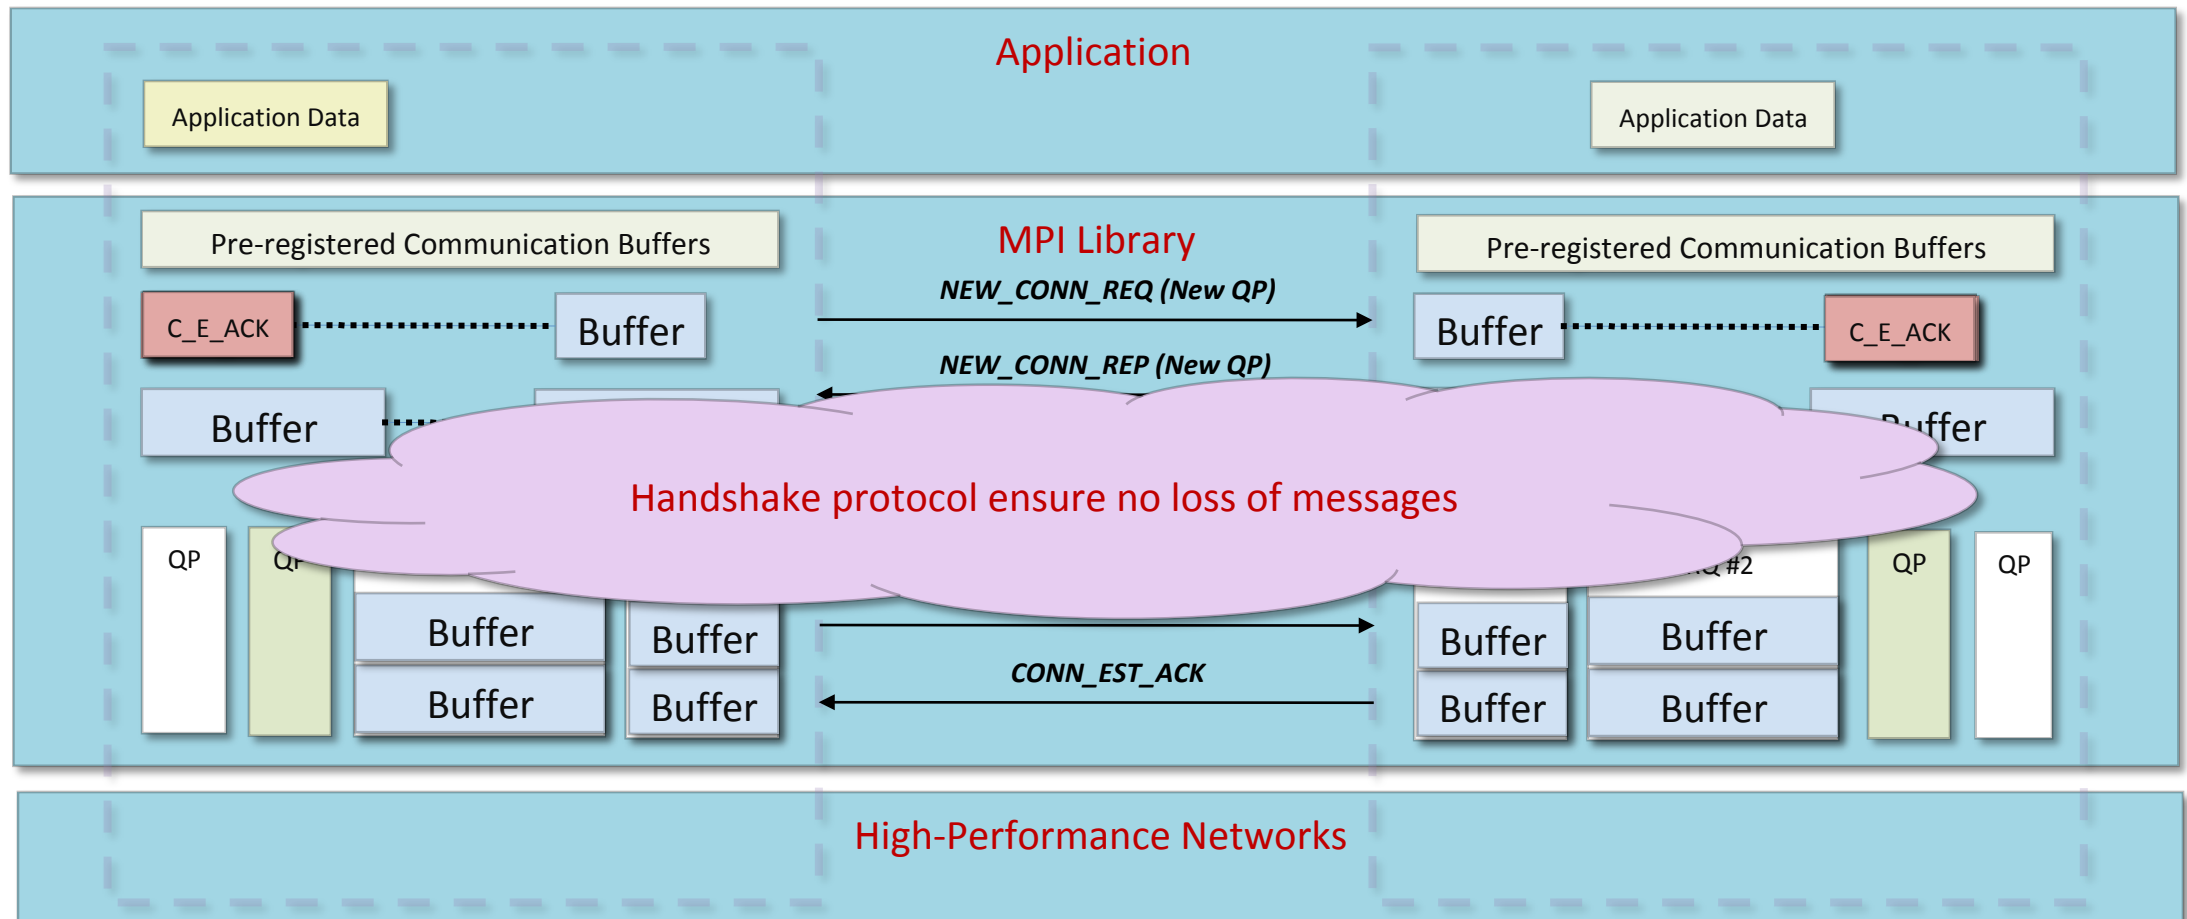 Application
Application Data
Application Data
MPI Library
Pre-registered Communication Buffers
Pre-registered Communication Buffers
NEW_CONN_REQ (New QP)
C_E_ACK
Buffer
Buffer
C_E_ACK
NEW_CONN_REP (New QP)
Buffer
Buffer
Handshake protocol ensure no loss of messages
QP
QP
#2
QP
QP
Buffer
Buffer
Buffer
Buffer
CONN_EST_ACK
Buffer
Buffer
Buffer
Buffer
High-Performance Networks